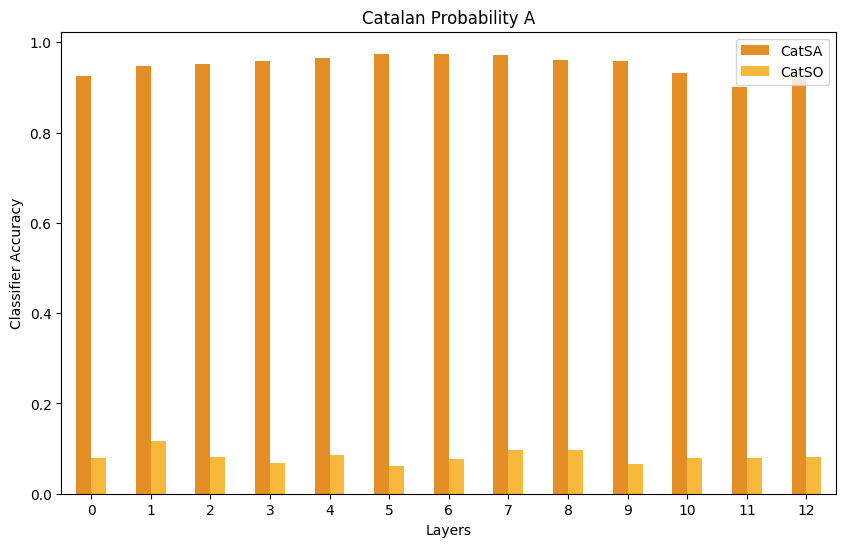 Catalan Probability A
CatSA
CatSO
Classifier Accuracy
1.0
0.8
0.6
0.4
0.2
0.0
0 1 2 3 4 5 6 7 8 9 10 11 12
Layers